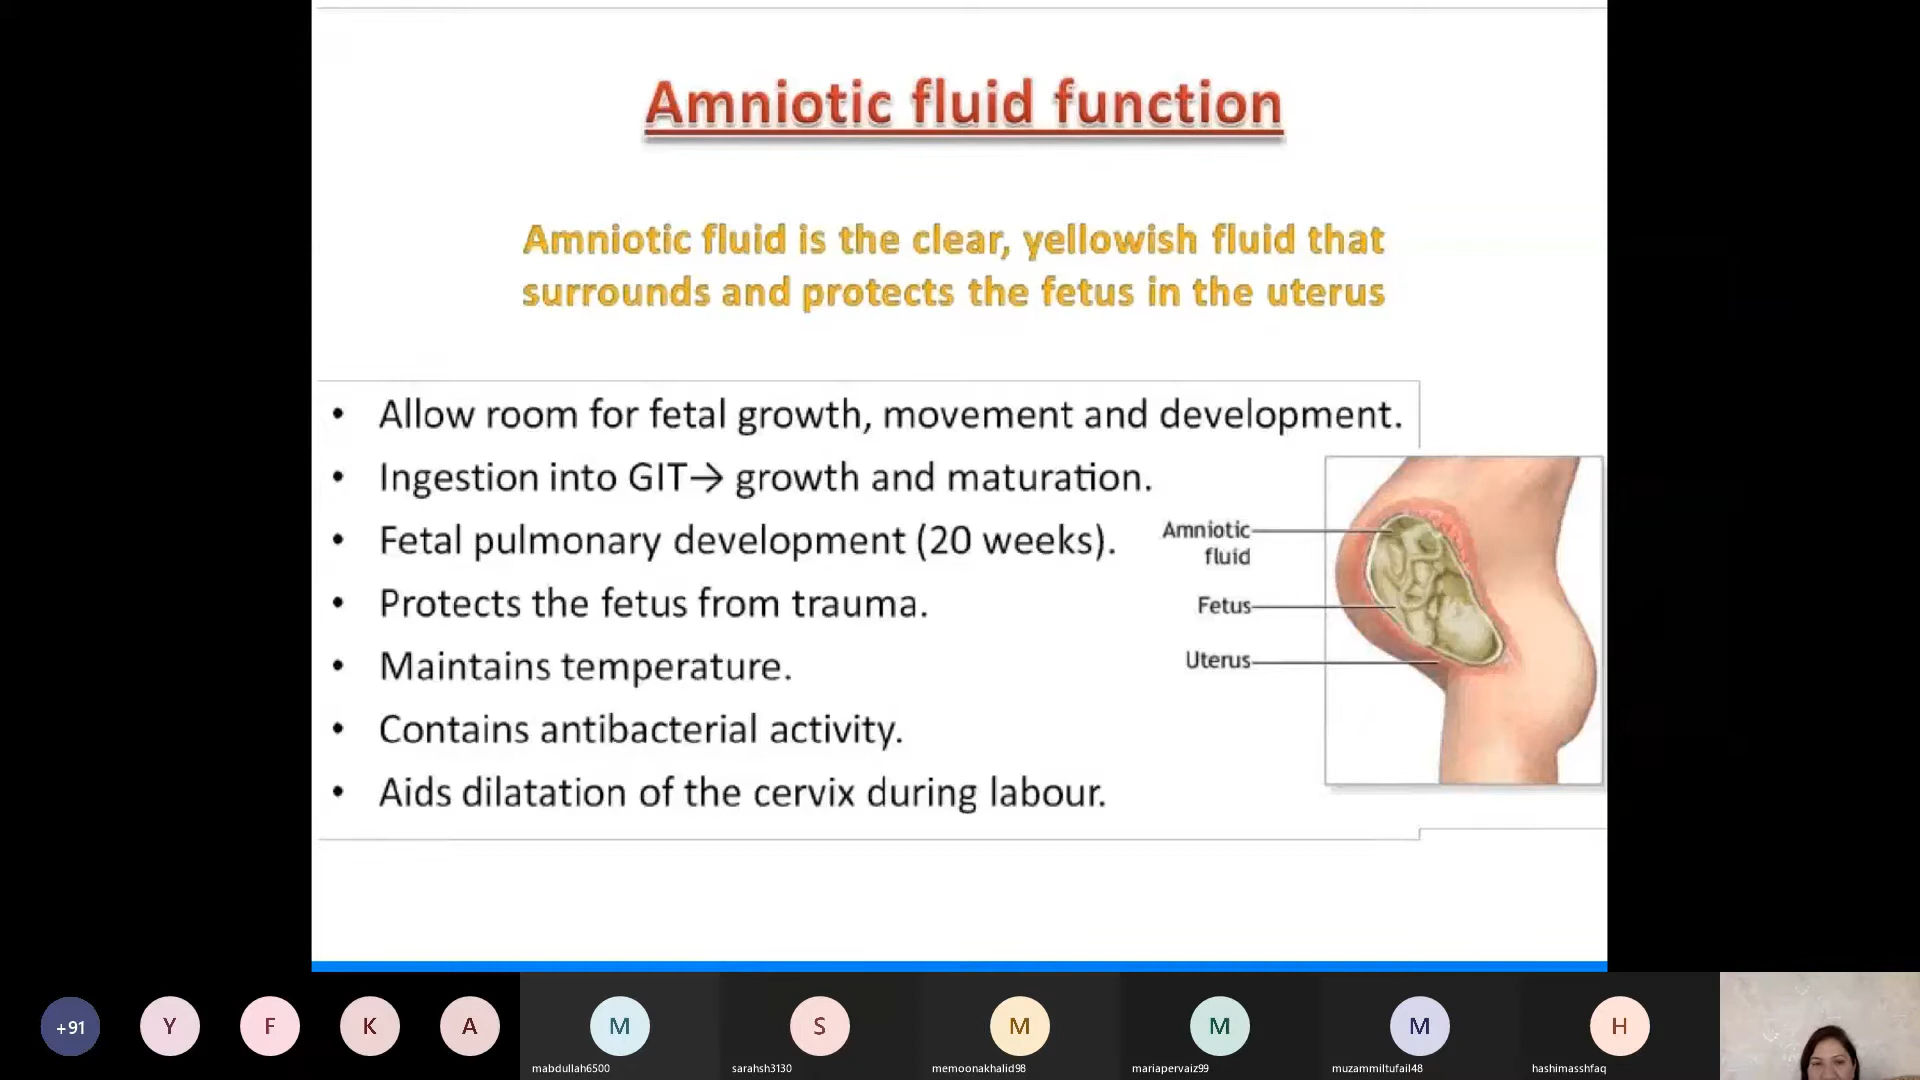 Amniotic fluid function
Amniotic fluid is the clear, yellowish fluid that
surrounds and protects the fetus in the uterus
• Allow room for fetal growth, movement and development.
• Ingestion into GIT→ growth and maturation.
• Fetal pulmonary development (20 weeks).
• Protects the fetus from trauma.
• Maintains temperature.
• Contains antibacterial activity.
• Aids dilatation of the cervix during labour.
Amniotic
fluid
Fetus
Uterus
+91
Y
F
K
A
M
mabdullah6500
S
sarahsh3130
M
memoonakhalid98
M
mariapervaiz99
M
muzammiltufail48
H
hashimasshfaq